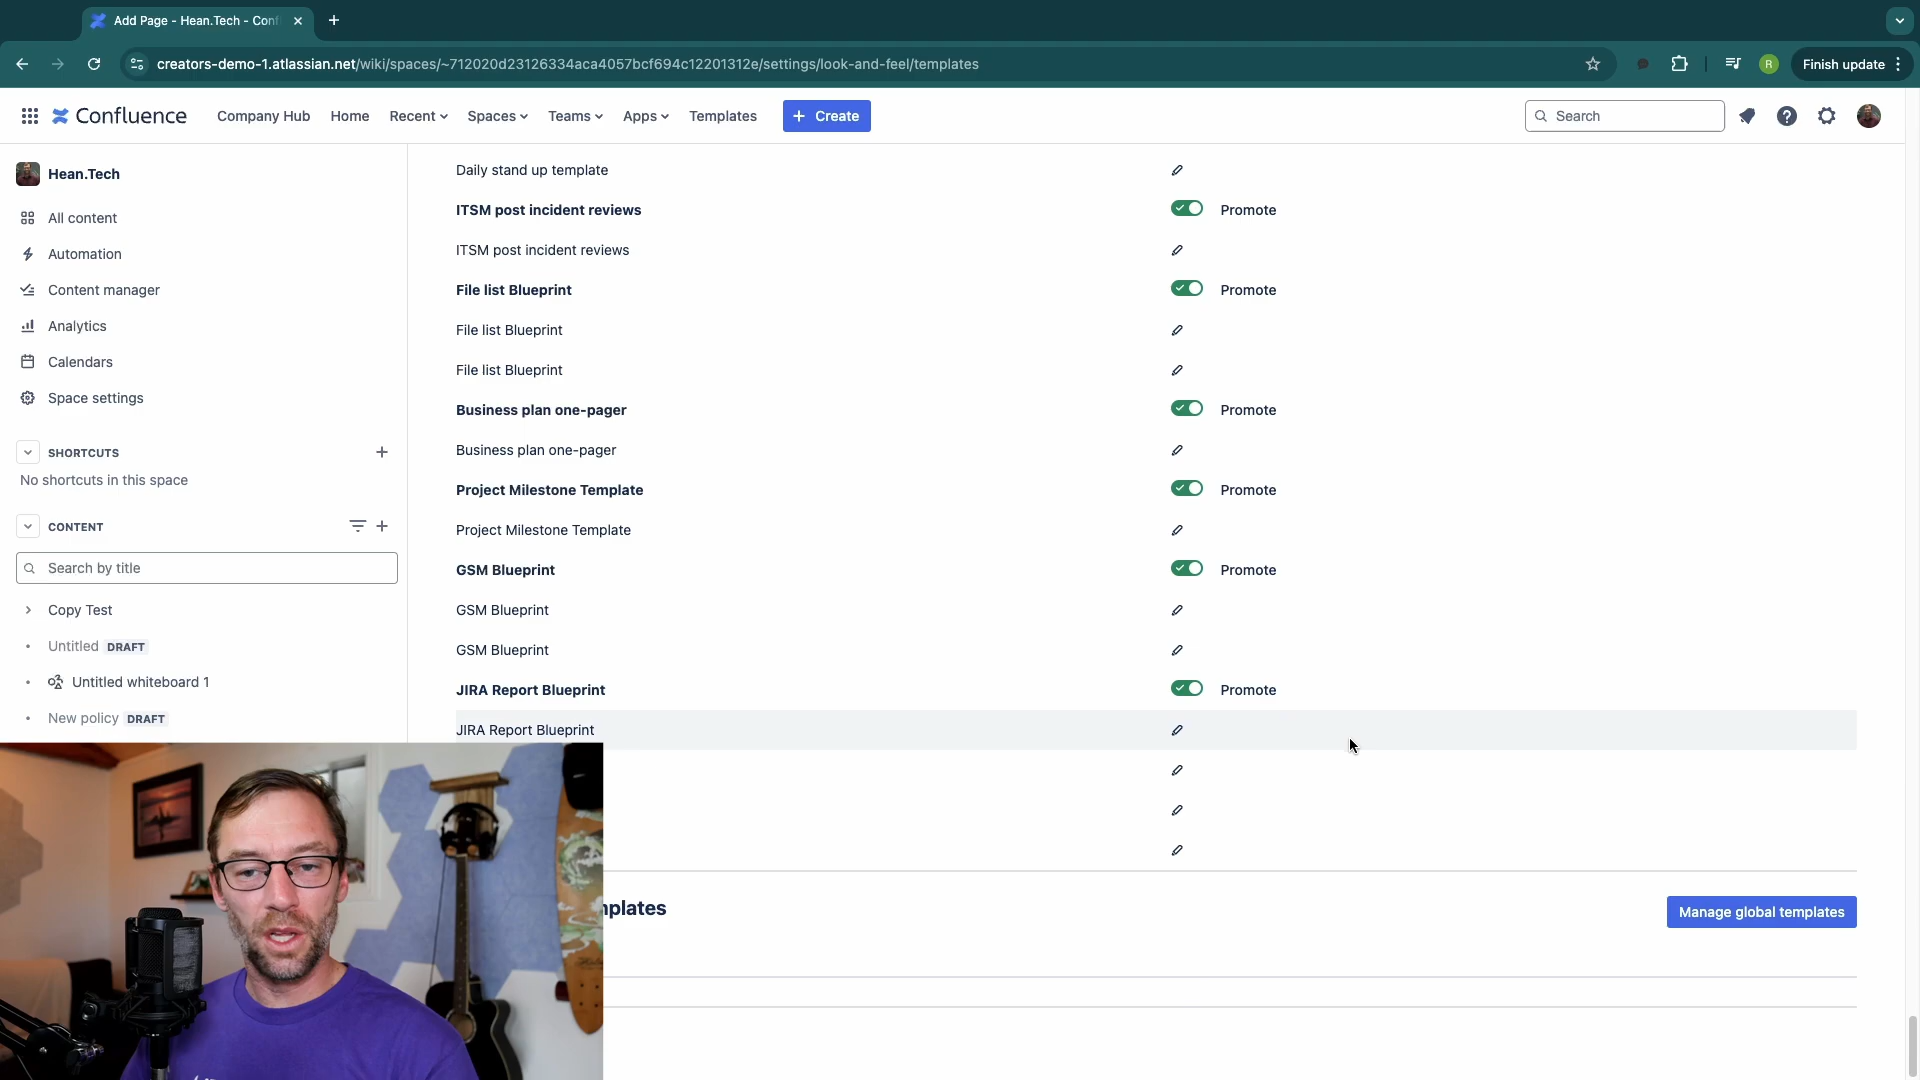 Add Page - Hean.Tech - Con
creators-demo-1.atlassian.net/wiki/spaces/~712020d23126334aca4057bcf694c12201312e/settings/look-and-feel/templates
R
Finish update
Confluence
Company Hub
Home
Recent
Spaces
Teams
Apps
Templates
+ Create
Search
Hean.Tech
All content
Automation
Content manager
Analytics
Calendars
Space settings
SHORTCUTS
No shortcuts in this space
CONTENT
Search by title
Copy Test
Untitled DRAFT
Untitled whiteboard 1
New policy DRAFT
Daily stand up template
ITSM post incident reviews Promote
ITSM post incident reviews
File list Blueprint Promote
File list Blueprint
File list Blueprint
Business plan one-pager Promote
Business plan one-pager
Project Milestone Template Promote
Project Milestone Template
GSM Blueprint Promote
GSM Blueprint
GSM Blueprint
JIRA Report Blueprint Promote
JIRA Report Blueprint
mplates
Manage global templates